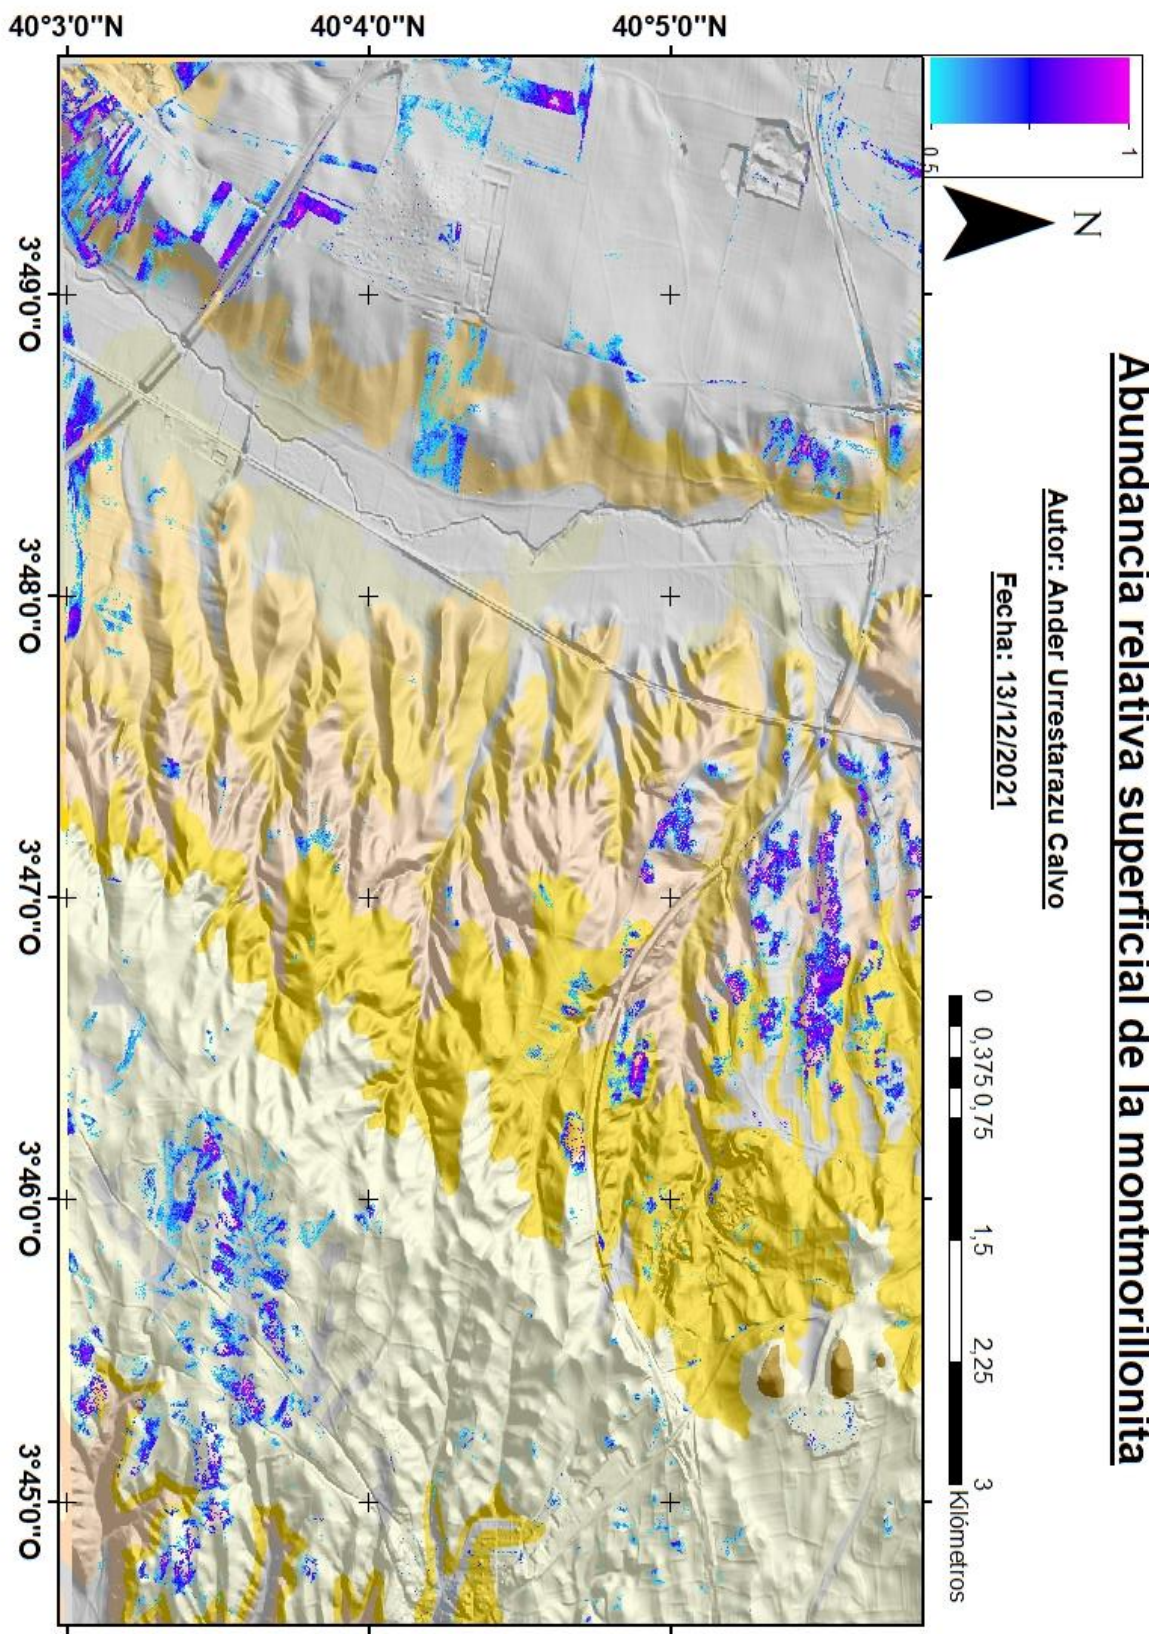 Abundancia relativa superficial de la montmorillonita
Autor: Ander Urrestarazu Calvo
Fecha: 13/12/2021
N
0,5
1
0 0,375 0,75 1,5 2,25 3
Kilómetros
3°49'0"O 3°48'0"O 3°47'0"O 3°46'0"O 3°45'0"O
40°5'0"N
40°4'0"N
40°3'0"N